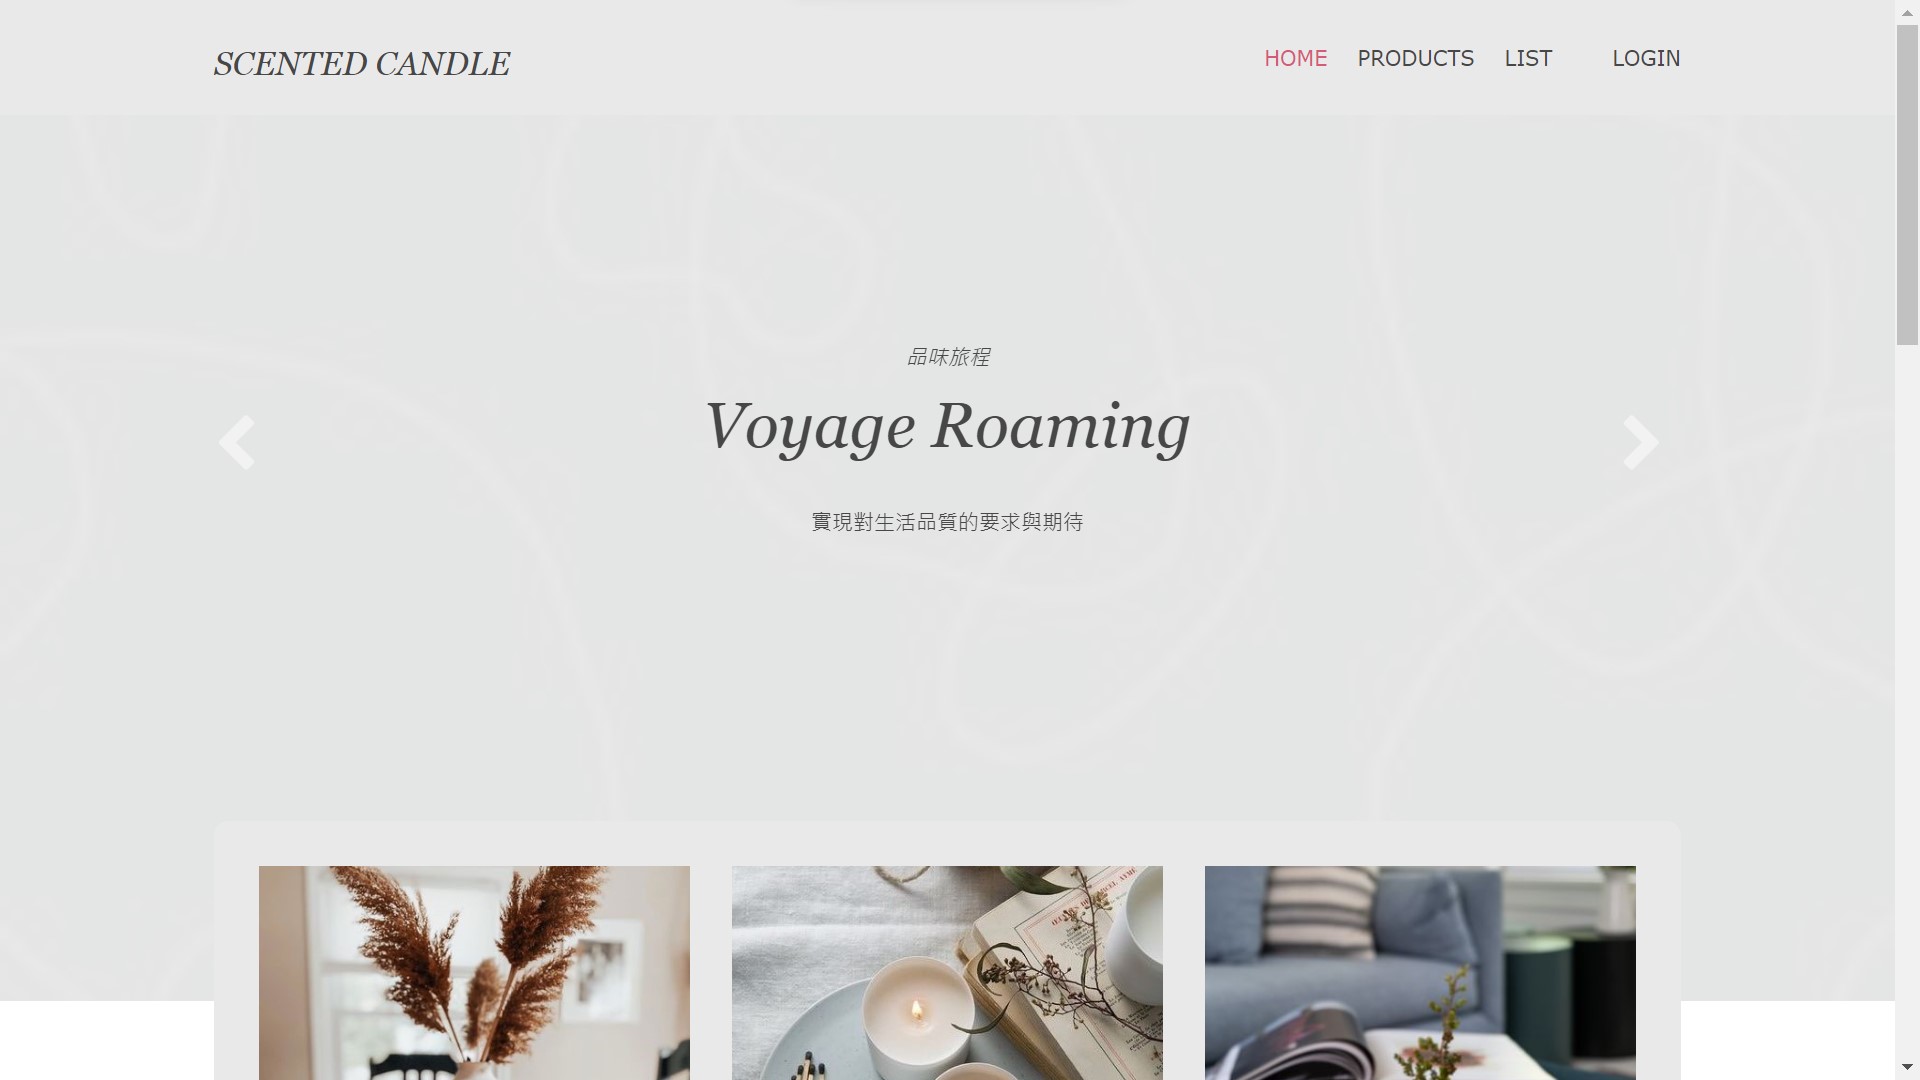 SCENTED CANDLE
HOME
PRODUCTS
LIST
LOGIN
品味旅程
Voyage Roaming
實現對生活品質的要求與期待